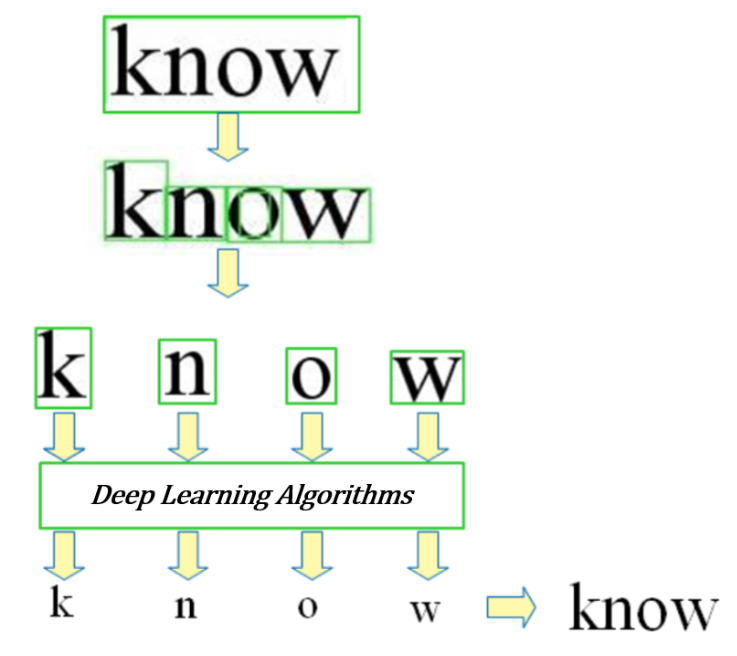 know
know
k n o w
Deep Learning Algorithms
k n o w know